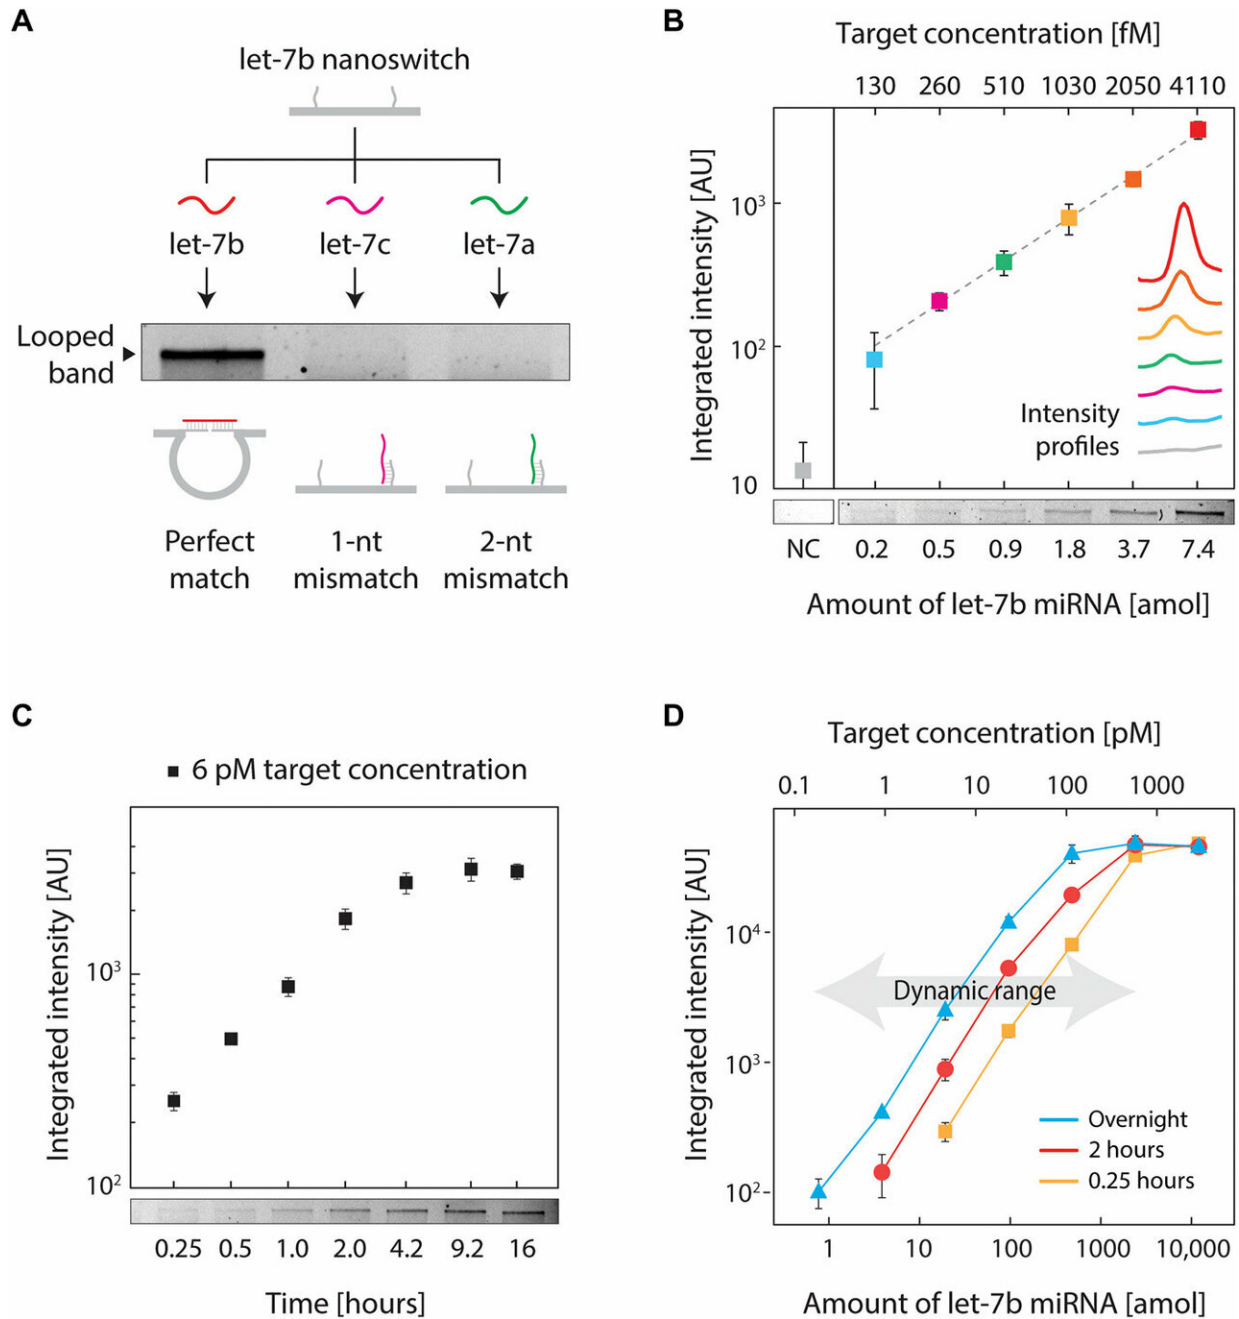 A
let-7b nanoswitch
let-7b
let-7c
let-7a
Looped
band
Perfect
match
1-nt
mismatch
2-nt
mismatch
B
Target concentration [fM]
130 260 510 1030 2050 4110
Integrated intensity [AU]
10³
10²
10
Intensity
profiles
NC 0.2 0.5 0.9 1.8 3.7 7.4
Amount of let-7b miRNA [amol]
C
6 pM target concentration
Integrated intensity [AU]
10³
10²
0.25 0.5 1.0 2.0 4.2 9.2 16
Time [hours]
D
Target concentration [pM]
0.1 1 10 100 1000
Integrated intensity [AU]
10⁴
10³
10²
Dynamic range
Overnight
2 hours
0.25 hours
1 10 100 1000 10,000
Amount of let-7b miRNA [amol]